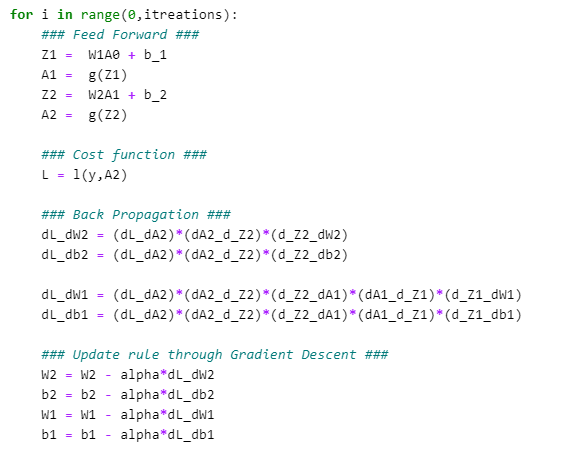 for i in range(0,itreations):
### Feed Forward ###
Z1 = W1A0 + b_1
A1 = g(Z1)
Z2 = W2A1 + b_2
A2 = g(Z2)
### Cost function ###
L = l(y,A2)
### Back Propagation ###
dL_dW2 = (dL_dA2)*(dA2_d_Z2)*(d_Z2_dW2)
dL_db2 = (dL_dA2)*(dA2_d_Z2)*(d_Z2_db2)
dL_dW1 = (dL_dA2)*(dA2_d_Z2)*(d_Z2_dA1)*(dA1_d_Z1)*(d_Z1_dW1)
dL_db1 = (dL_dA2)*(dA2_d_Z2)*(d_Z2_dA1)*(dA1_d_Z1)*(d_Z1_db1)
### Update rule through Gradient Descent ###
W2 = W2 - alpha*dL_dW2
b2 = b2 - alpha*dL_db2
W1 = W1 - alpha*dL_dW1
b1 = b1 - alpha*dL_db1